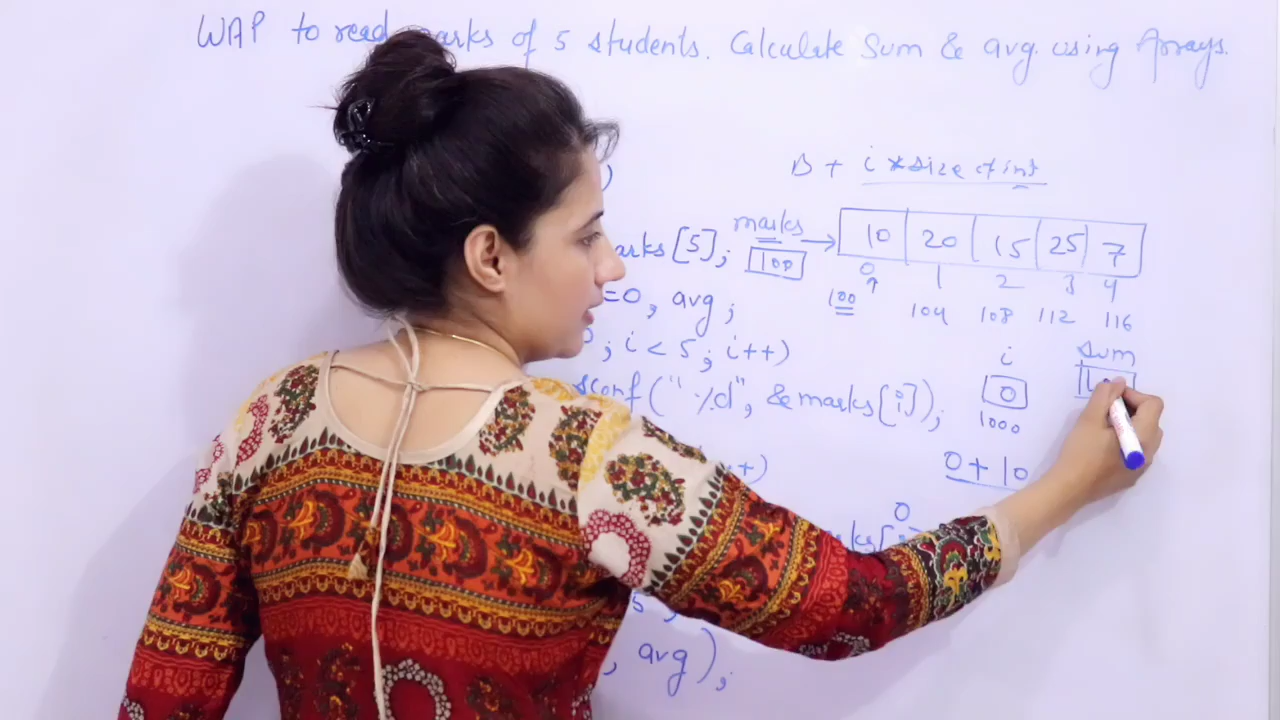 WAP to read marks of 5 students. Calculate Sum & avg. using Arrays.
B + i * size of int
marks
arks [5]; 100 → 10 20 15 25 7
0 1 2 3 4
=0, avg; 100 104 108 112 116
; i < 5; i++) i sum
scanf ("%d", & marks[ ]); 0
1000
+) 0 + 10
0
5;
, avg);